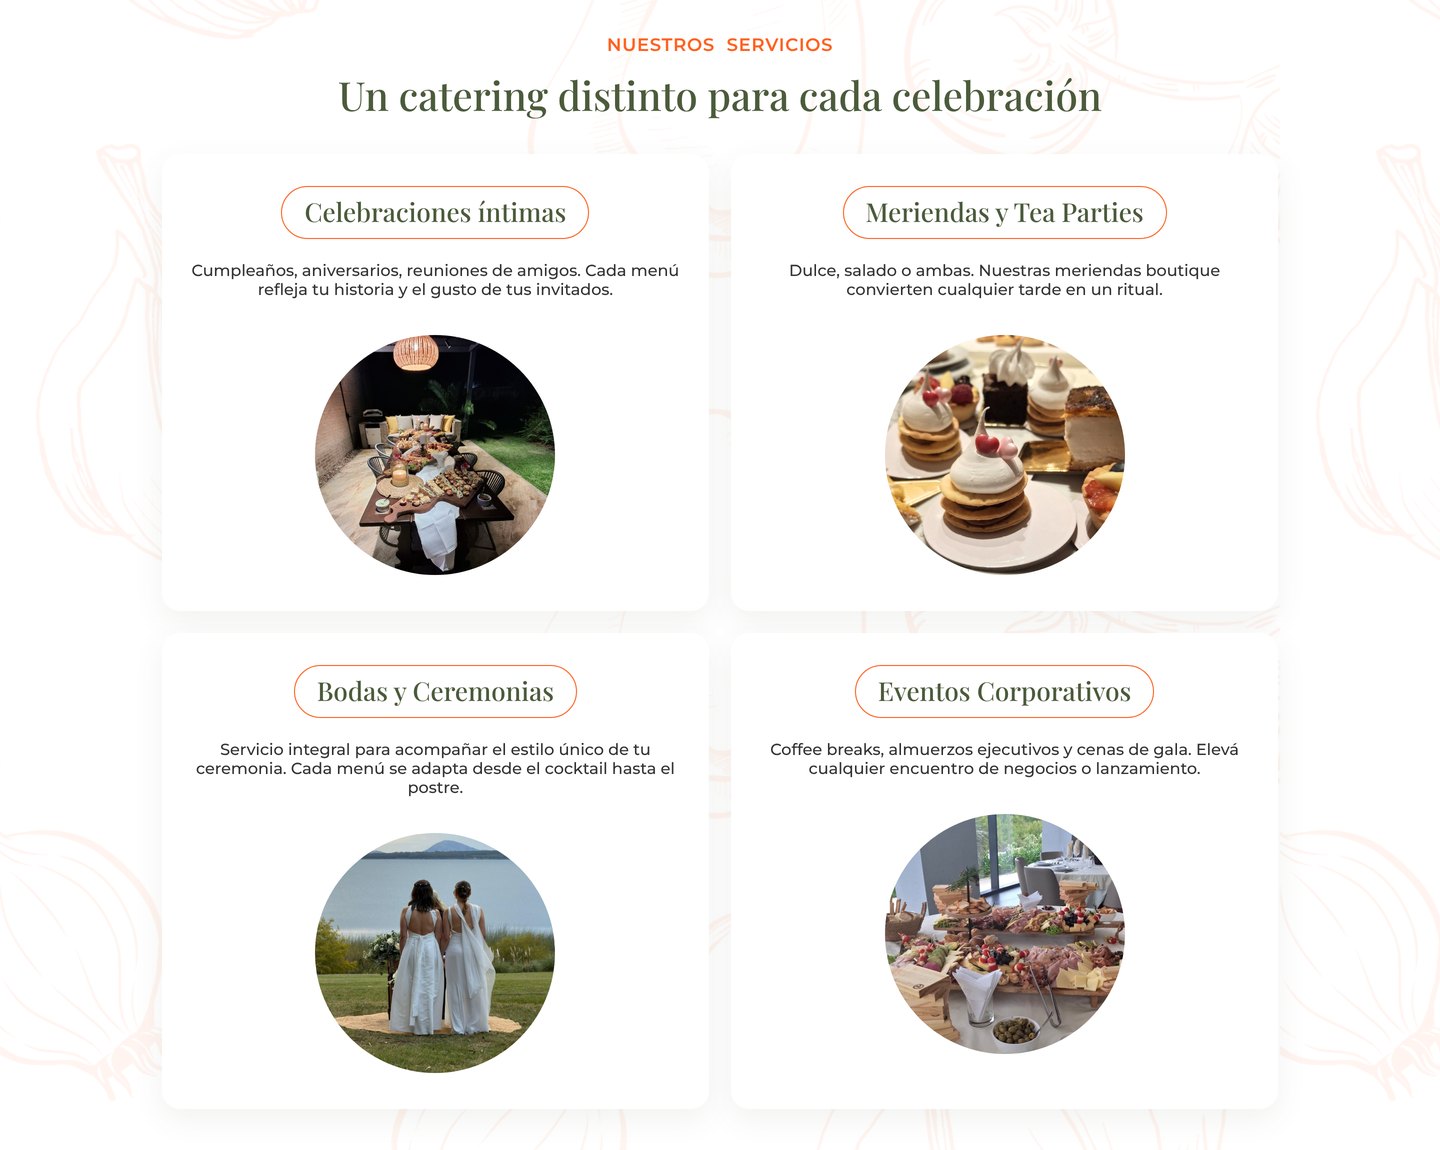 NUESTROS SERVICIOS
Un catering distinto para cada celebración
Celebraciones íntimas
Cumpleaños, aniversarios, reuniones de amigos. Cada menú
refleja tu historia y el gusto de tus invitados.
Meriendas y Tea Parties
Dulce, salado o ambas. Nuestras meriendas boutique
convierten cualquier tarde en un ritual.
Bodas y Ceremonias
Servicio integral para acompañar el estilo único de tu
ceremonia. Cada menú se adapta desde el cocktail hasta el
postre.
Eventos Corporativos
Coffee breaks, almuerzos ejecutivos y cenas de gala. Elevá
cualquier encuentro de negocios o lanzamiento.